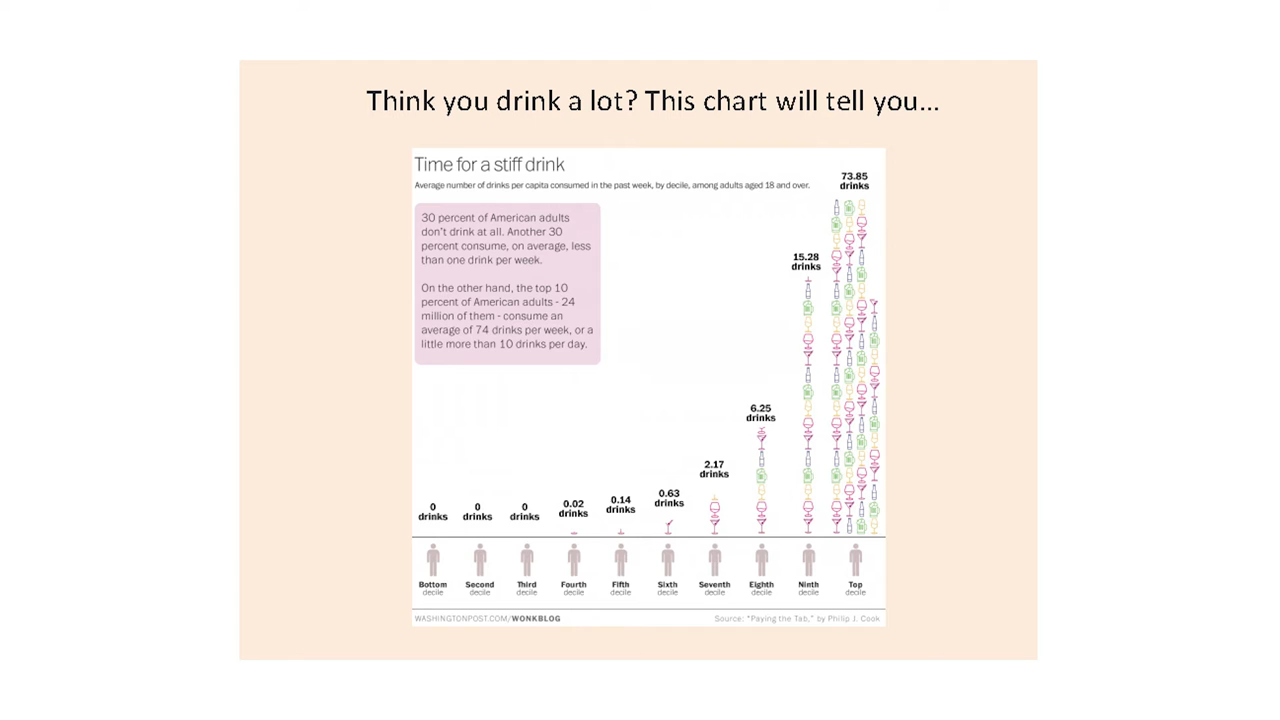 Think you drink a lot? This chart will tell you...
Time for a stiff drink
Average number of drinks per capita consumed in the past week, by decile, among adults aged 18 and over.
30 percent of American adults
don't drink at all. Another 30
percent consume, on average, less
than one drink per week.
On the other hand, the top 10
percent of American adults - 24
million of them - consume an
average of 74 drinks per week, or a
little more than 10 drinks per day.
0
drinks
0
drinks
0
drinks
0.02
drinks
0.14
drinks
0.63
drinks
2.17
drinks
6.25
drinks
15.28
drinks
73.85
drinks
Bottom
decile
Second
decile
Third
decile
Fourth
decile
Fifth
decile
Sixth
decile
Seventh
decile
Eighth
decile
Ninth
decile
Top
decile
WASHINGTONPOST.COM/WONKBLOG
Source: "Paying the Tab," by Philip J. Cook